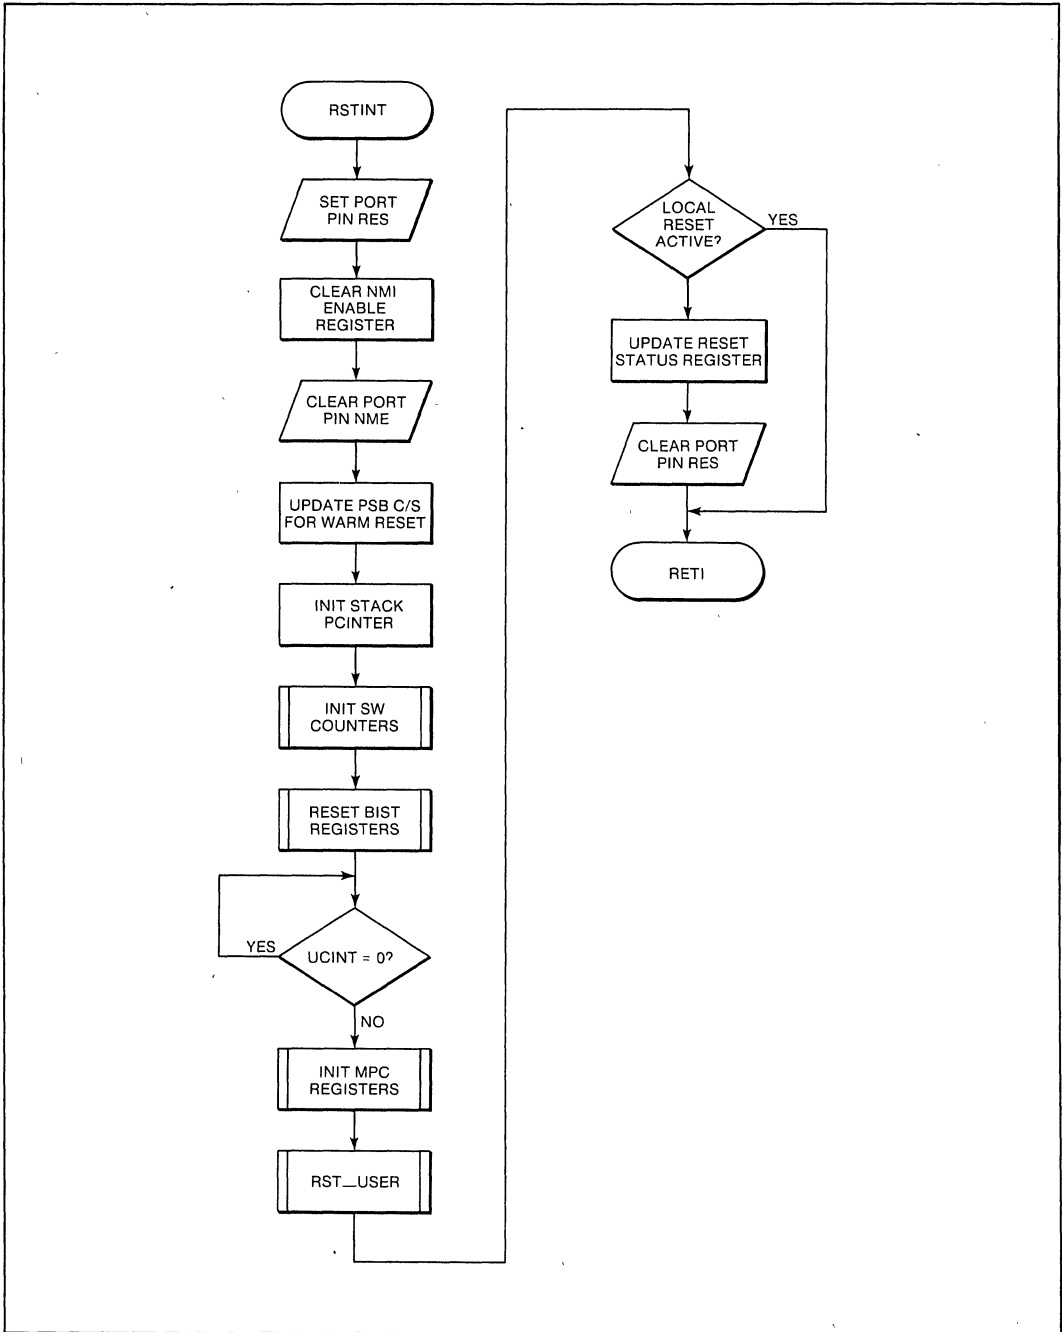 RSTINT
SET PORT
PIN RES
CLEAR NMI
ENABLE
REGISTER
CLEAR PORT
PIN NME
UPDATE PSB C/S
FOR WARM RESET
INIT STACK
PCINTER
INIT SW
COUNTERS
RESET BIST
REGISTERS
YES
UCINT = 0?
NO
INIT MPC
REGISTERS
RST_USER
LOCAL
RESET
ACTIVE?
YES
UPDATE RESET
STATUS REGISTER
CLEAR PORT
PIN RES
RETI